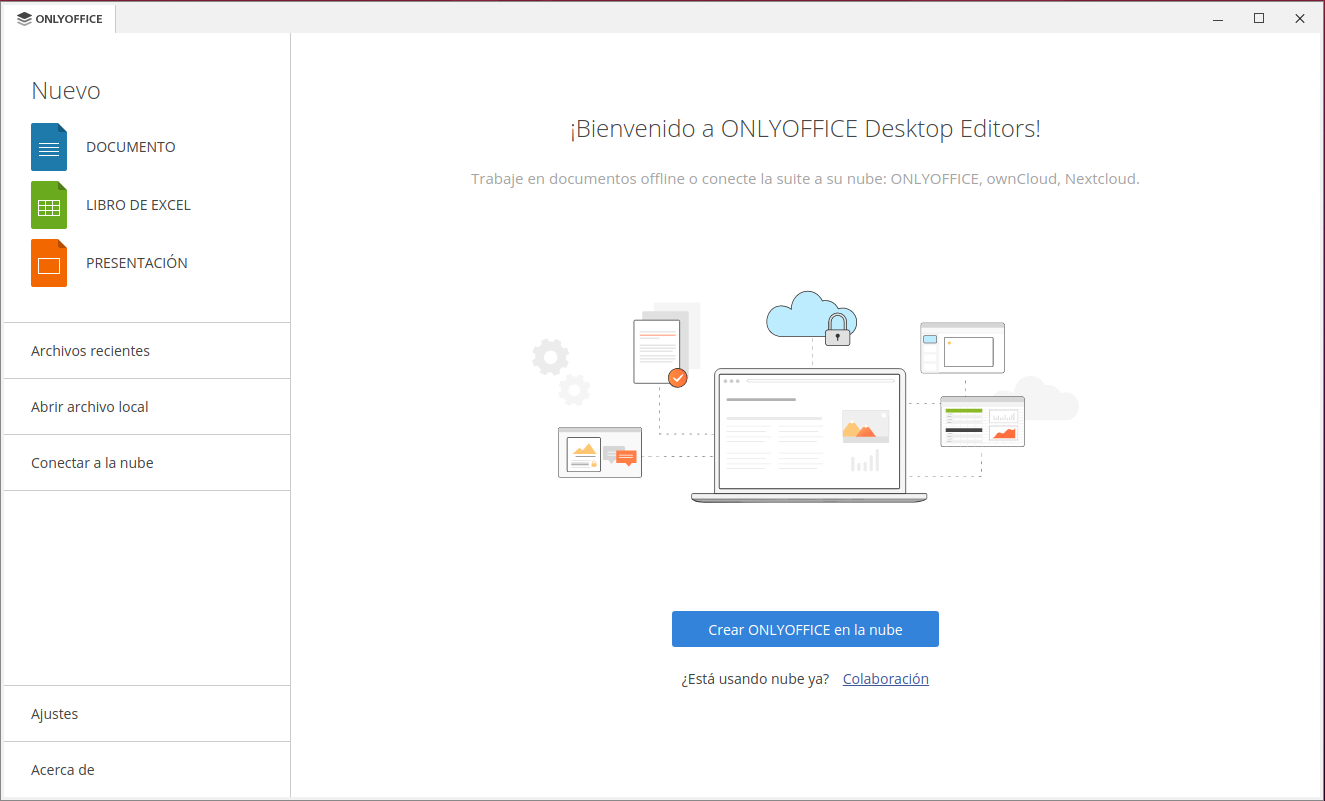 ONLYOFFICE
Nuevo
DOCUMENTO
LIBRO DE EXCEL
PRESENTACIÓN
Archivos recientes
Abrir archivo local
Conectar a la nube
Ajustes
Acerca de
¡Bienvenido a ONLYOFFICE Desktop Editors!
Trabaje en documentos offline o conecte la suite a su nube: ONLYOFFICE, ownCloud, Nextcloud.
Crear ONLYOFFICE en la nube
¿Está usando nube ya? Colaboración